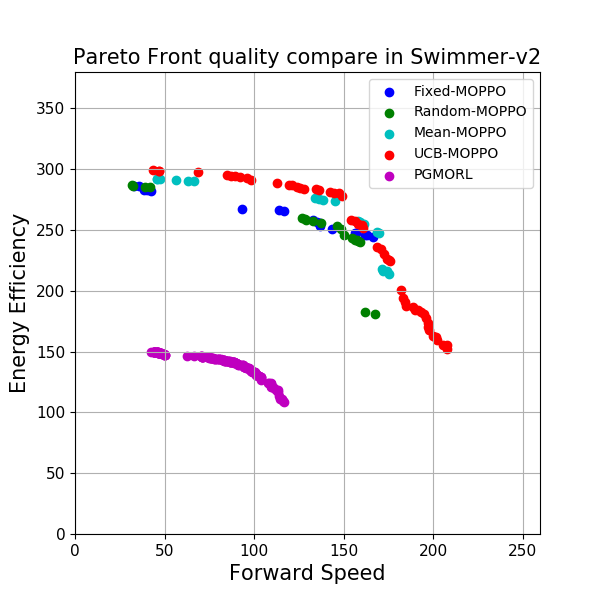 Pareto Front quality compare in Swimmer-v2
Fixed-MOPPO
Random-MOPPO
Mean-MOPPO
UCB-MOPPO
PGMORL
350
300
250
200
150
100
50
0
Energy Efficiency
0 50 100 150 200 250
Forward Speed